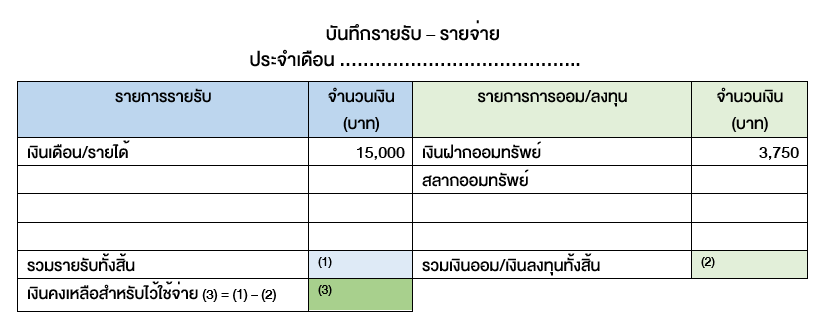 บันทึกรายรับ – รายจ่าย
ประจำเดือน ............................................
รายการรายรับ จำนวนเงิน (บาท) รายการการออม/ลงทุน จำนวนเงิน (บาท)
เงินเดือน/รายได้ 15,000 เงินฝากออมทรัพย์ 3,750
สลากออมทรัพย์
รวมรายรับทั้งสิ้น (1) รวมเงินออม/เงินลงทุนทั้งสิ้น (2)
เงินคงเหลือสำหรับไว้ใช้จ่าย (3) = (1) – (2) (3)